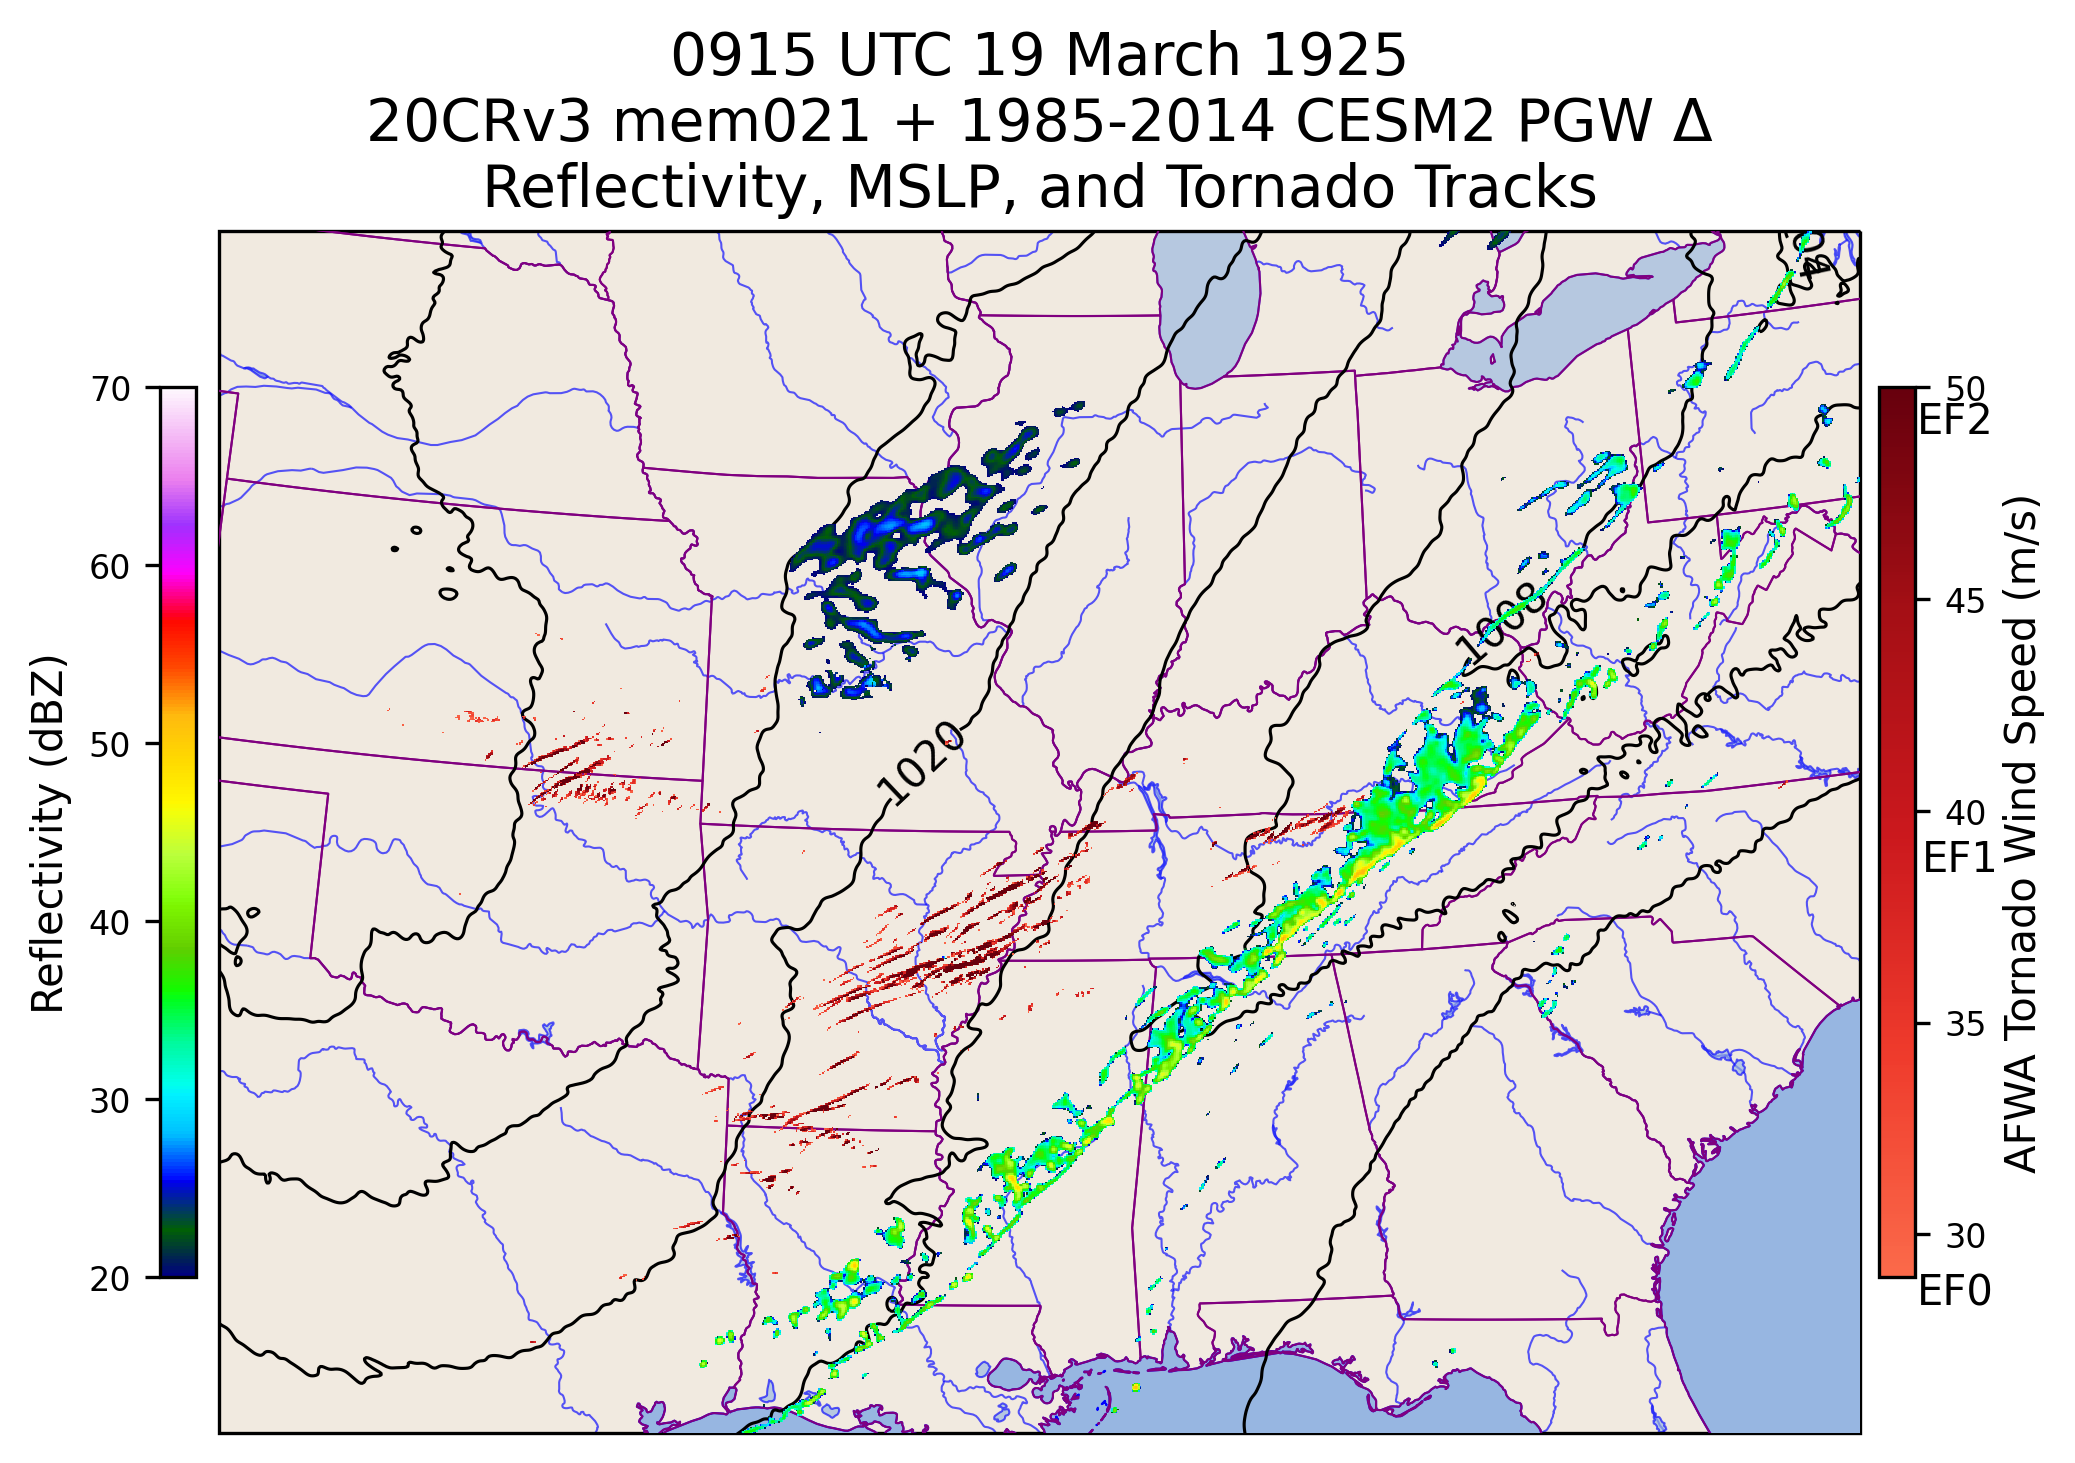 0915 UTC 19 March 1925
20CRv3 mem021 + 1985-2014 CESM2 PGW Δ
Reflectivity, MSLP, and Tornado Tracks
70
60
50
40
30
20
Reflectivity (dBZ)
1020
1008
50
EF2
45
40
EF1
35
30
EF0
AFWA Tornado Wind Speed (m/s)